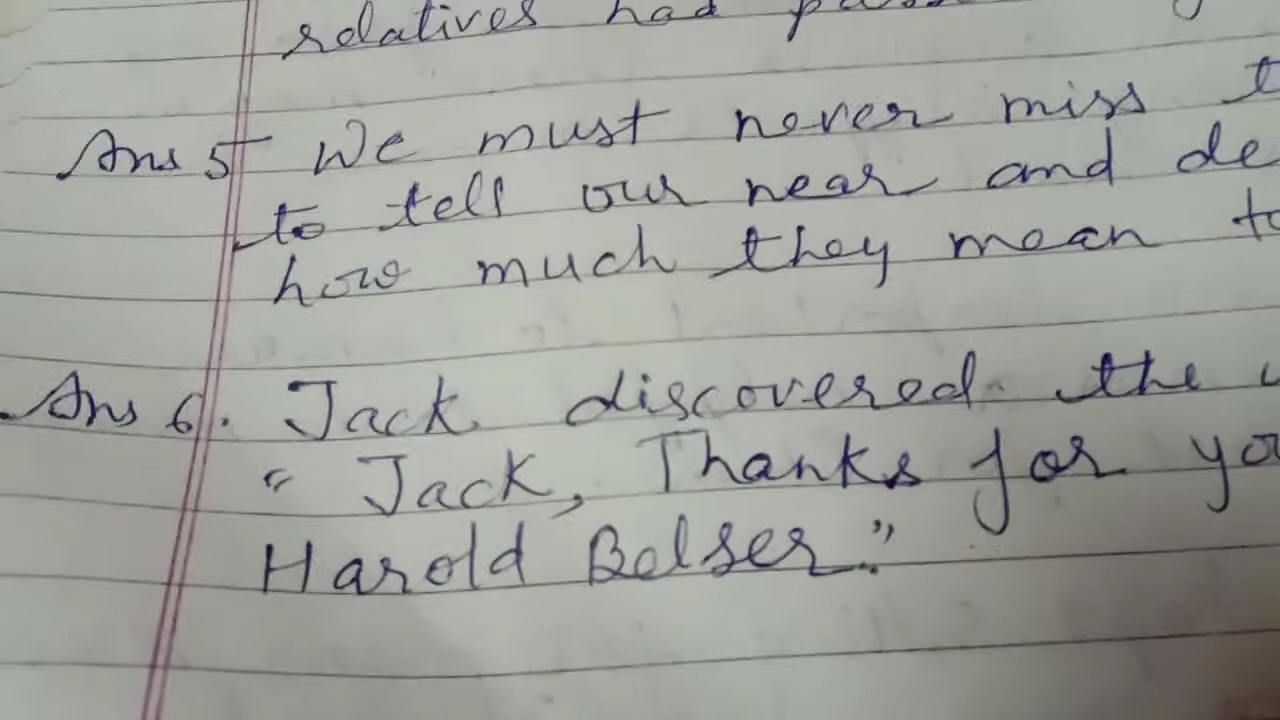 relatives had
Ans 5 We must never miss
to tell our near and
how much they mean
Ans 6. Jack discovered the
" Jack, Thanks for
Harold Belser."